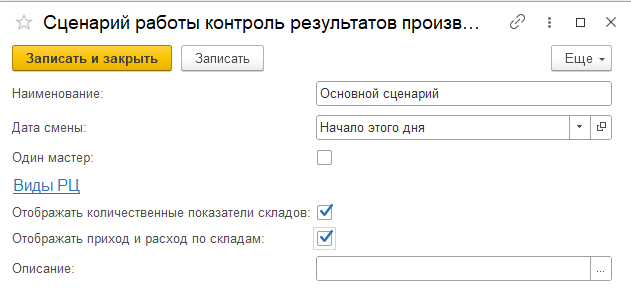 Сценарий работы контроль результатов произв...
Записать и закрыть
Записать
Еще
Наименование:
Основной сценарий
Дата смены:
Начало этого дня
Один мастер:
Виды РЦ
Отображать количественные показатели складов:
Отображать приход и расход по складам:
Описание:
...